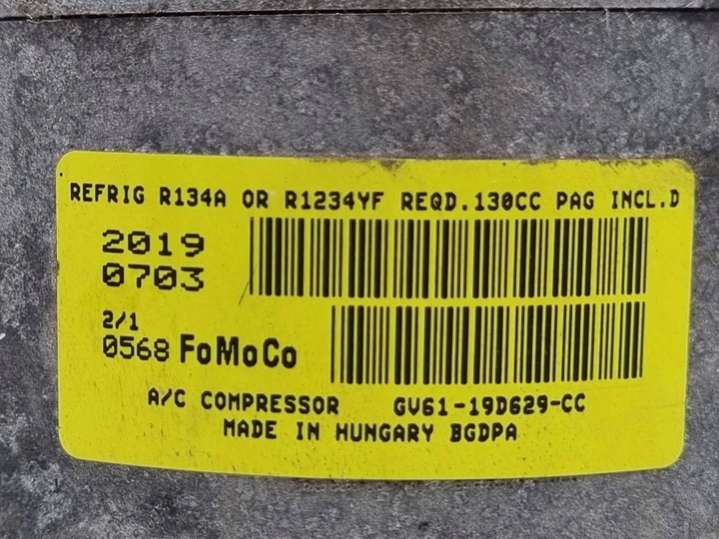 REFRIG R134A OR R1234YF REQD.130CC PAG INCL.D
2019
0703
2/1
0568 FoMoCo
A/C COMPRESSOR GV61-19D629-CC
MADE IN HUNGARY BGDPA